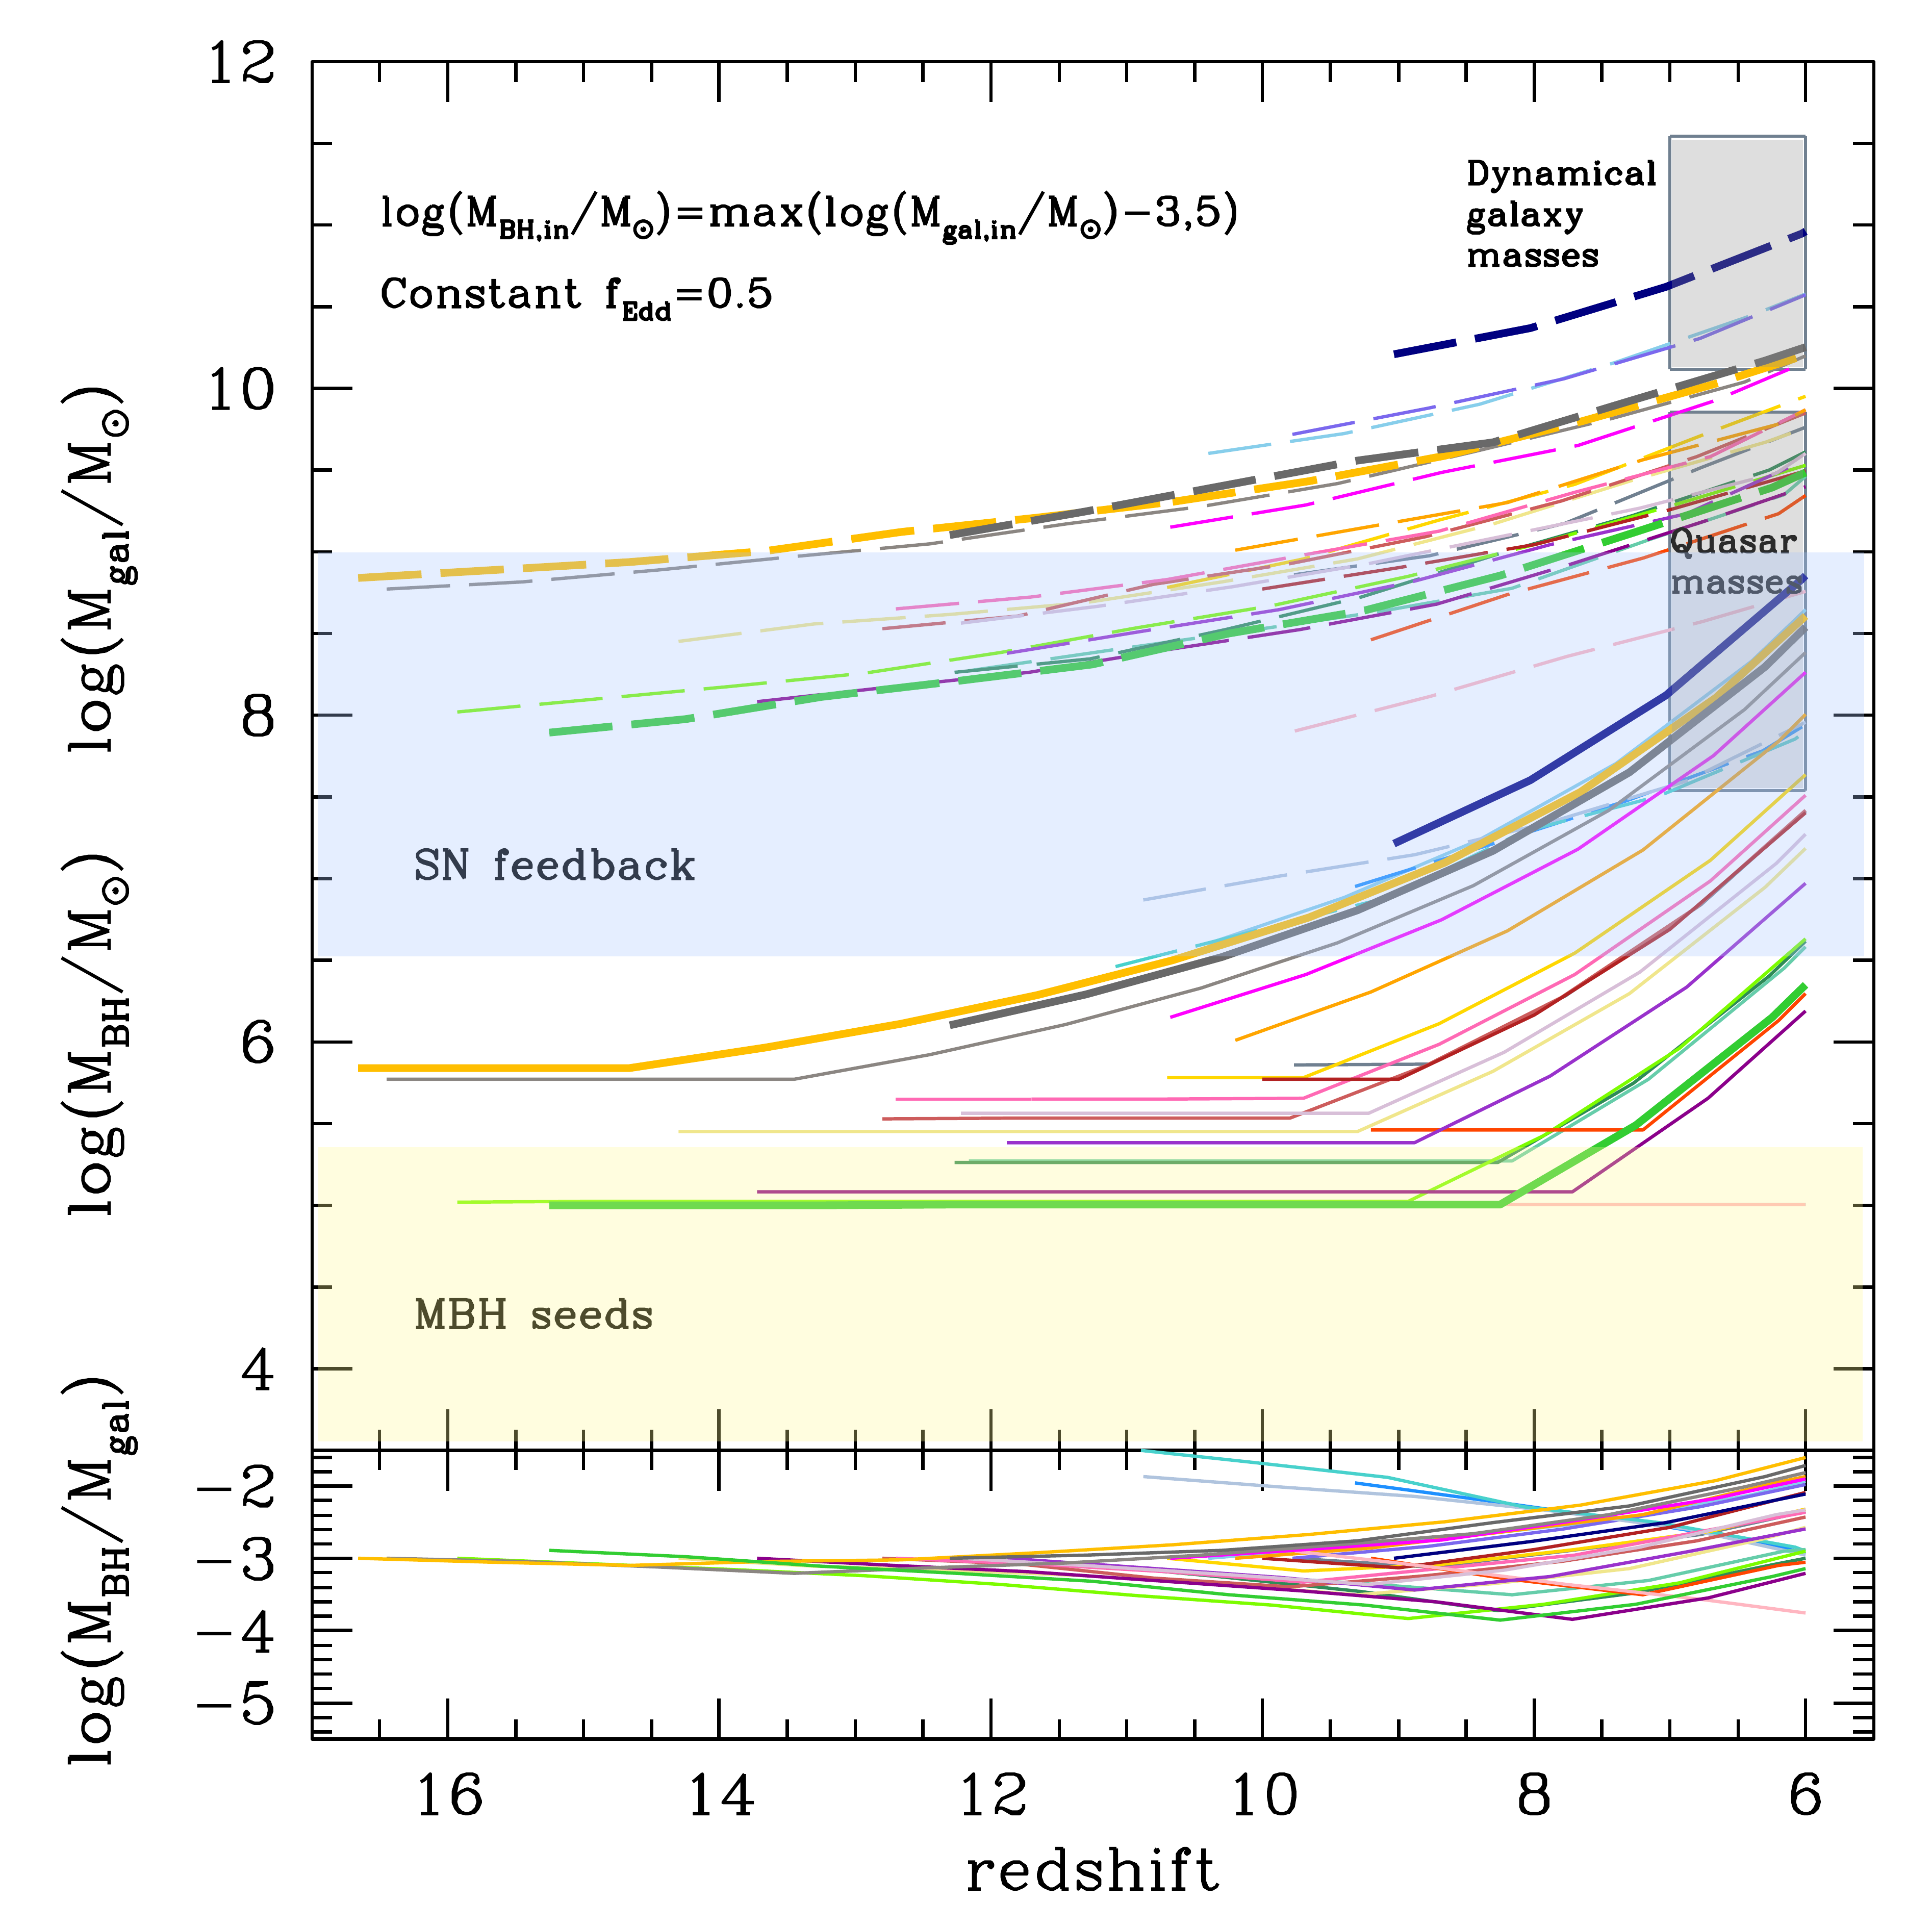 12
10
8
6
4
-2
-3
-4
-5
log(M_gal/M_☉)
log(M_BH/M_☉)
log(M_BH/M_gal)
log(M_BH,in/M_☉)=max(log(M_gal,in/M_☉)-3,5)
Constant f_Edd=0.5
Dynamical
galaxy
masses
Quasar
masses
SN feedback
MBH seeds
16 14 12 10 8 6
redshift